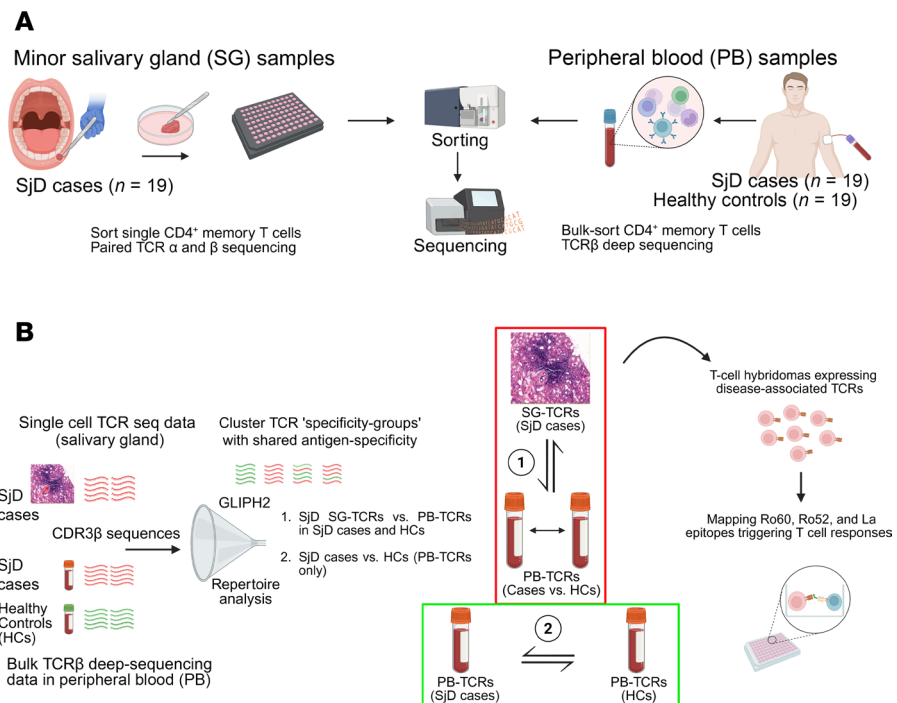 A
Minor salivary gland (SG) samples
Peripheral blood (PB) samples
Sorting
SjD cases (n = 19)
SjD cases (n = 19)
Healthy controls (n = 19)
Sort single CD4⁺ memory T cells
Paired TCR α and β sequencing
Sequencing
Bulk-sort CD4⁺ memory T cells
TCRβ deep sequencing
B
Single cell TCR seq data
(salivary gland)
Cluster TCR 'specificity-groups'
with shared antigen-specificity
SjD
cases
CDR3β sequences
SjD
cases
Healthy
Controls
(HCs)
Bulk TCRβ deep-sequencing
data in peripheral blood (PB)
GLIPH2
Repertoire
analysis
1. SjD SG-TCRs vs. PB-TCRs
in SjD cases and HCs
2. SjD cases vs. HCs (PB-TCRs
only)
SG-TCRs
(SjD cases)
1
PB-TCRs
(Cases vs. HCs)
2
PB-TCRs
(SjD cases)
PB-TCRs
(HCs)
T-cell hybridomas expressing
disease-associated TCRs
Mapping Ro60, Ro52, and La
epitopes triggering T cell responses